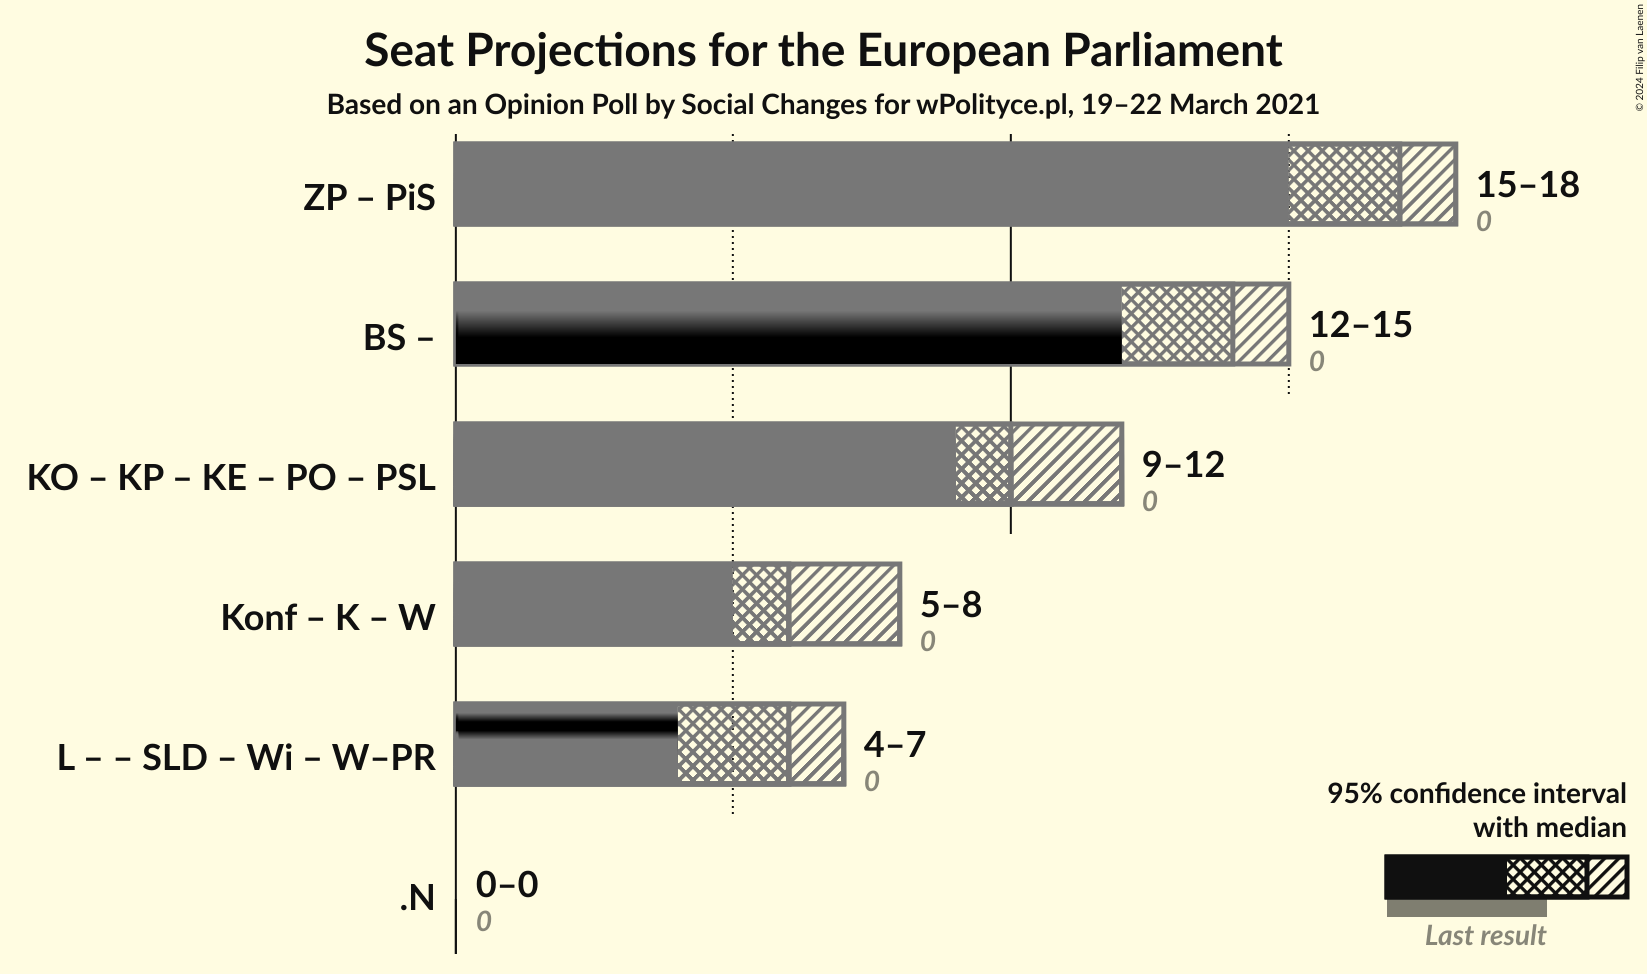 Seat Projections for the European Parliament
Based on an Opinion Poll by Social Changes for wPolityce.pl, 19–22 March 2021
© 2024 Filip van Laenen
ZP – PiS
15–18
0
BS –
12–15
0
KO – KP – KE – PO – PSL
9–12
0
Konf – K – W
5–8
0
L – – SLD – Wi – W–PR
4–7
0
.N
0–0
0
95% confidence interval
with median
Last result